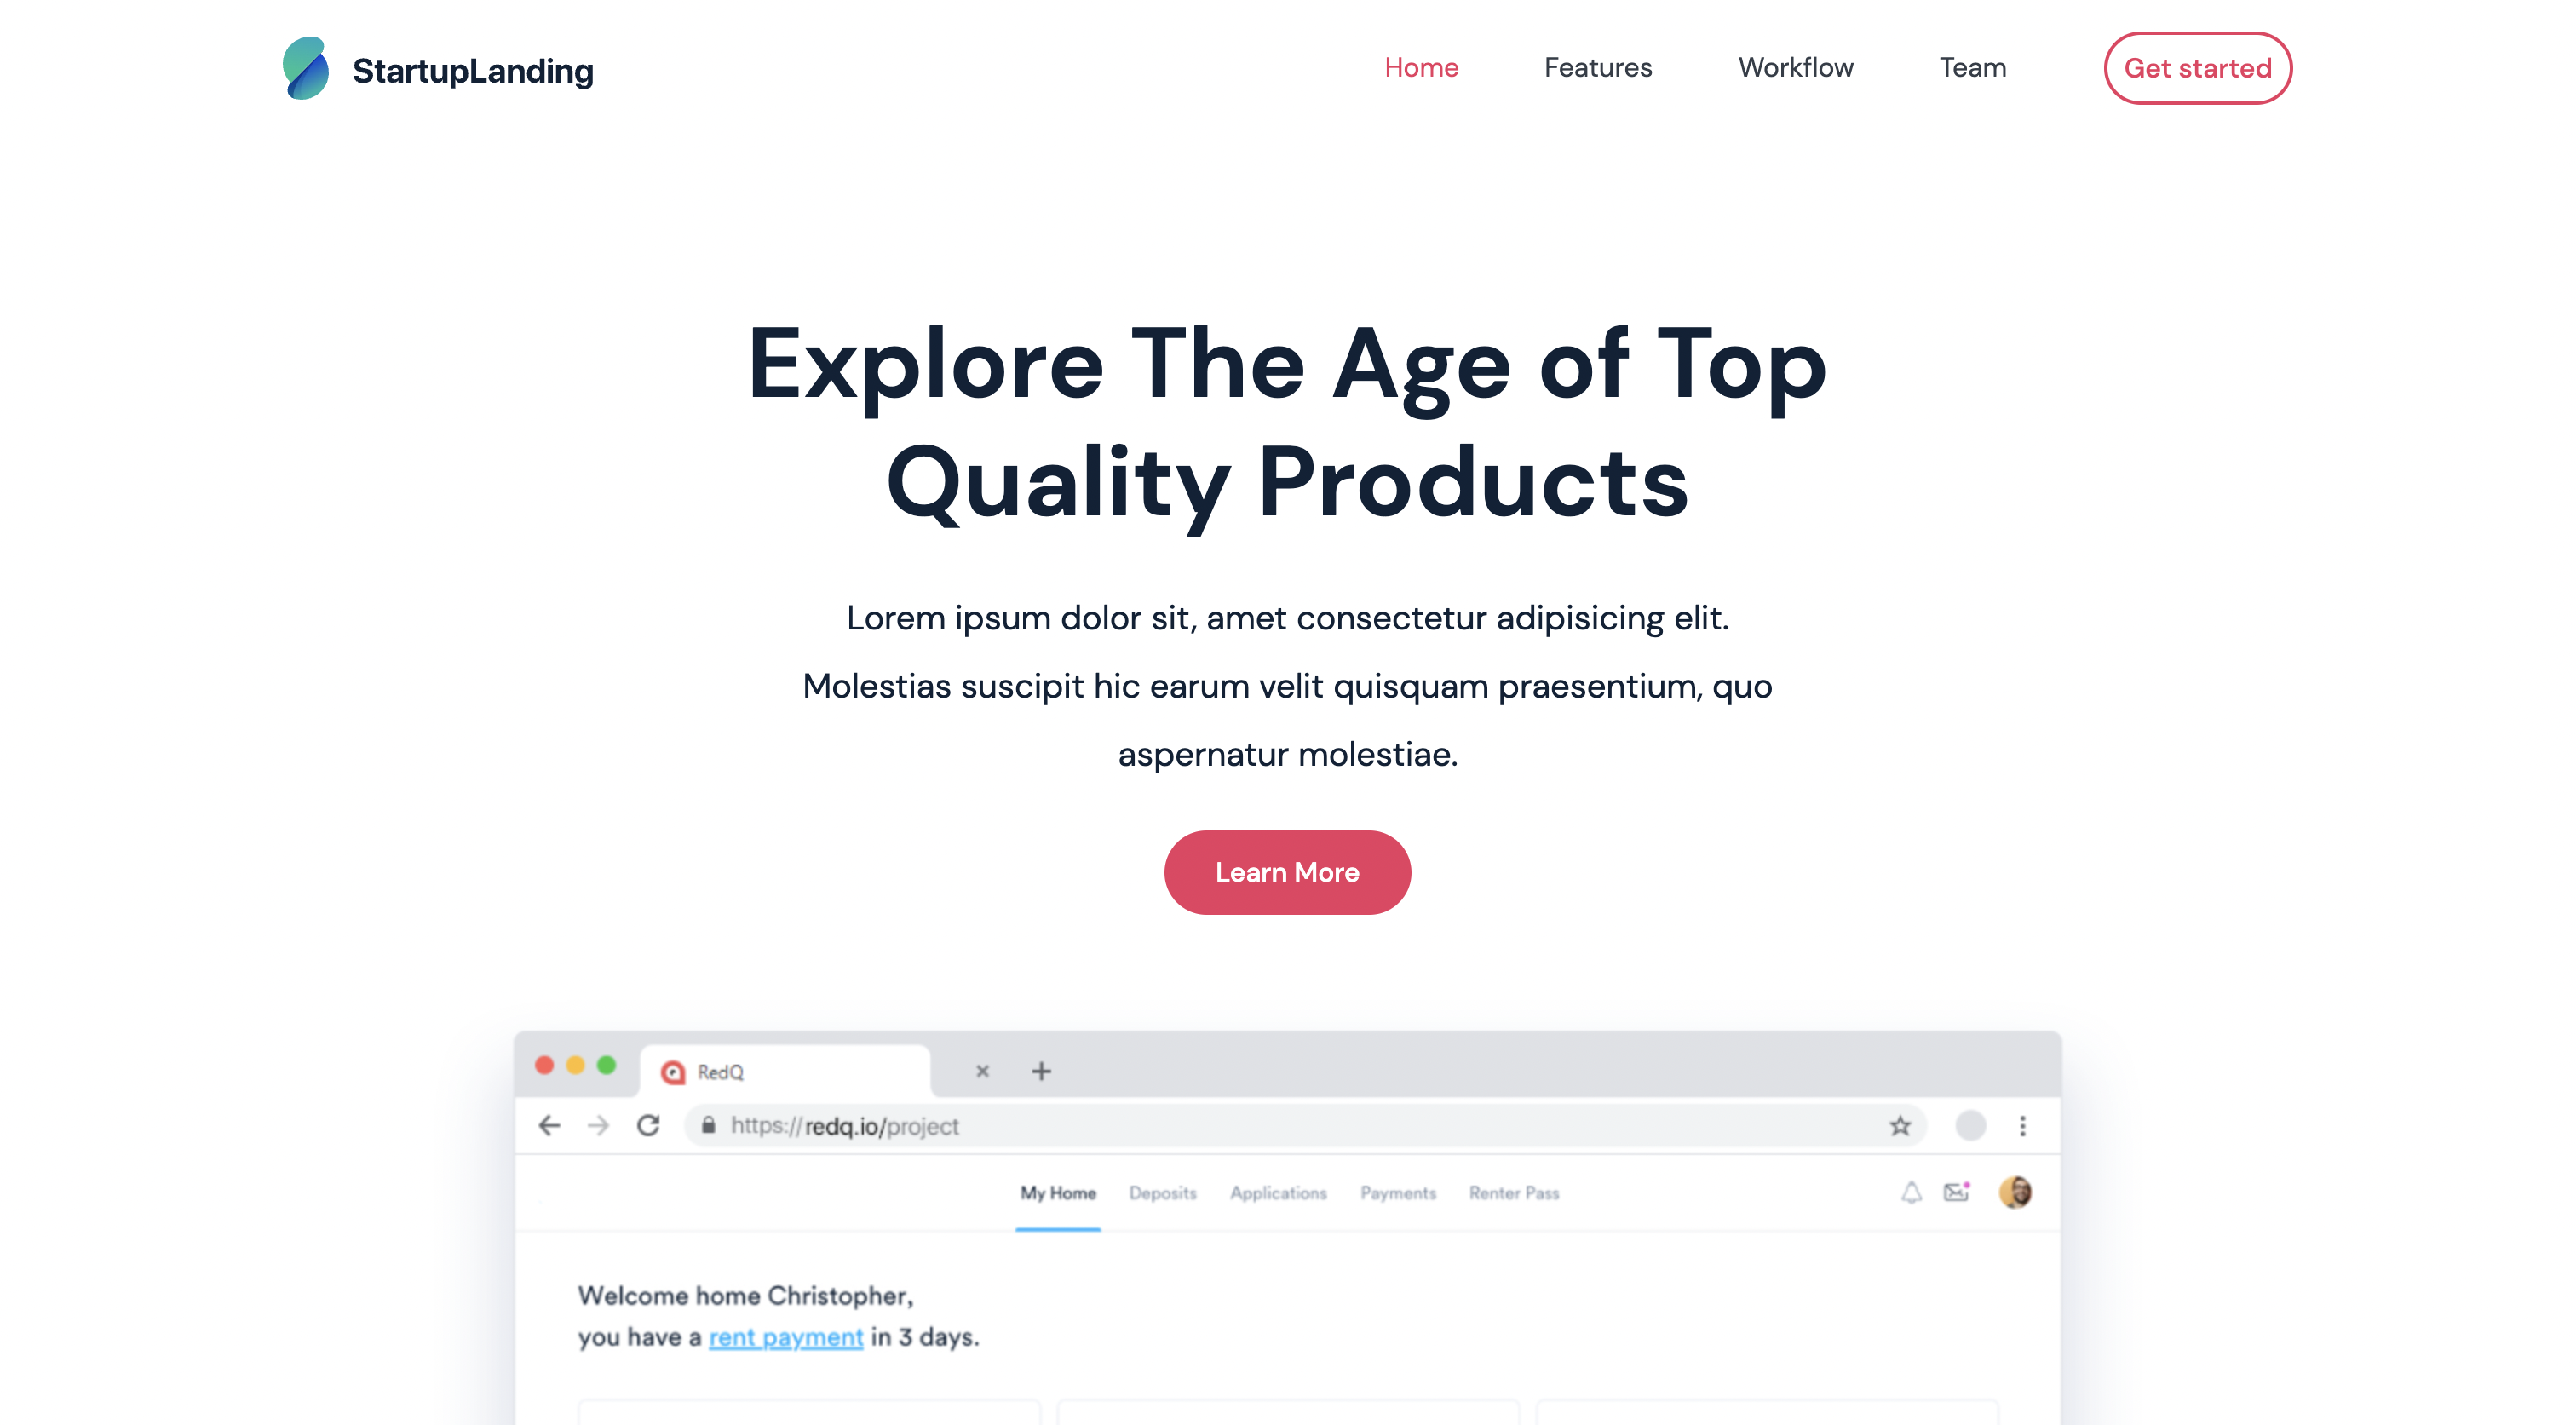 StartupLanding
Home Features Workflow Team Get started
Explore The Age of Top
Quality Products
Lorem ipsum dolor sit, amet consectetur adipisicing elit.
Molestias suscipit hic earum velit quisquam praesentium, quo
aspernatur molestiae.
Learn More
RedQ
https://redq.io/project
My Home Deposits Applications Payments Renter Pass
Welcome home Christopher,
you have a rent payment in 3 days.